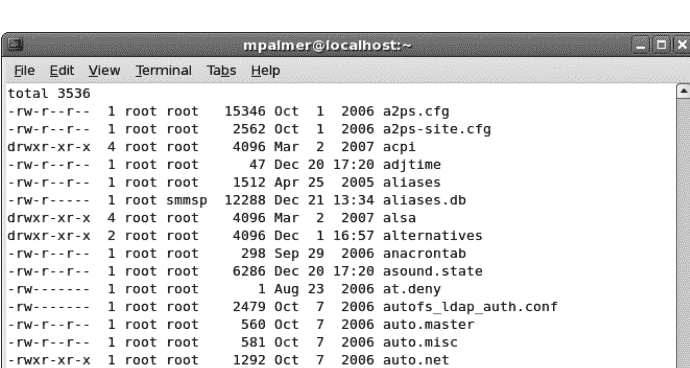 mpalmer@localhost:~
File Edit View Terminal Tabs Help
total 3536
-rw-r--r-- 1 root root 15346 Oct 1 2006 a2ps.cfg
-rw-r--r-- 1 root root 2562 Oct 1 2006 a2ps-site.cfg
drwxr-xr-x 4 root root 4096 Mar 2 2007 acpi
-rw-r--r-- 1 root root 47 Dec 20 17:20 adjtime
-rw-r--r-- 1 root root 1512 Apr 25 2005 aliases
-rw-r----- 1 root smmsp 12288 Dec 21 13:34 aliases.db
drwxr-xr-x 4 root root 4096 Mar 2 2007 alsa
drwxr-xr-x 2 root root 4096 Dec 1 16:57 alternatives
-rw-r--r-- 1 root root 298 Sep 29 2006 anacrontab
-rw-r--r-- 1 root root 6286 Dec 20 17:20 asound.state
-rw------- 1 root root 1 Aug 23 2006 at.deny
-rw------- 1 root root 2479 Oct 7 2006 autofs_ldap_auth.conf
-rw-r--r-- 1 root root 560 Oct 7 2006 auto.master
-rw-r--r-- 1 root root 581 Oct 7 2006 auto.misc
-rwxr-xr-x 1 root root 1292 Oct 7 2006 auto.net